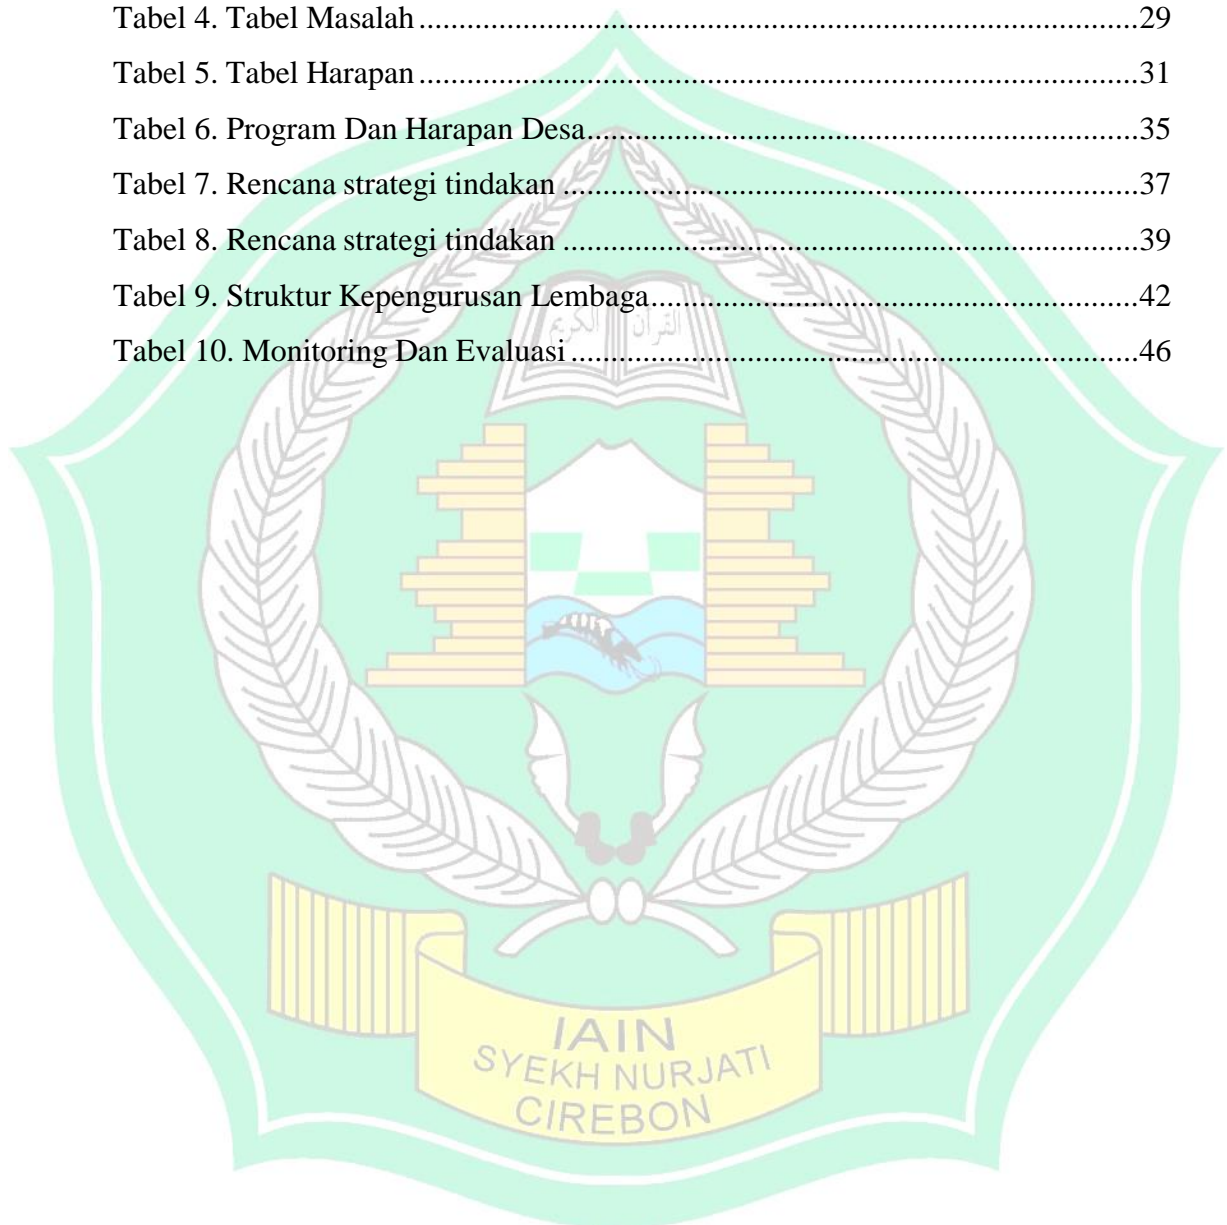 Tabel 4. Tabel Masalah ........................................................................................29
Tabel 5. Tabel Harapan ........................................................................................31
Tabel 6. Program Dan Harapan Desa....................................................................35
Tabel 7. Rencana strategi tindakan ......................................................................37
Tabel 8. Rencana strategi tindakan ......................................................................39
Tabel 9. Struktur Kepengurusan Lembaga............................................................42
Tabel 10. Monitoring Dan Evaluasi .....................................................................46
القرآن الكريم
IAIN
SYEKH NURJATI
CIREBON